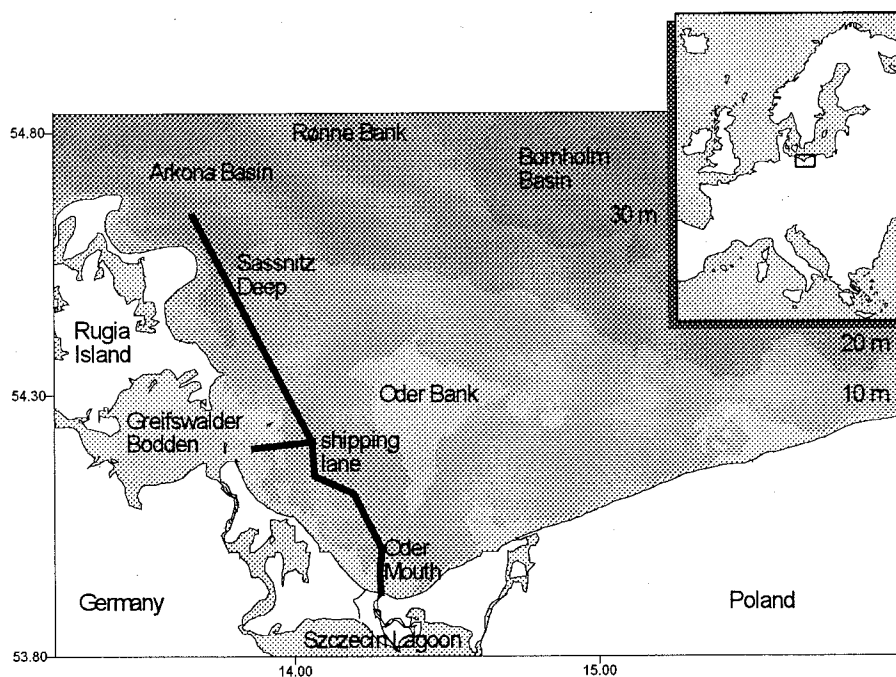 54.80
Rønne Bank
Arkona Basin
Bornholm
Basin
30 m
Sassnitz
Deep
Rugia
Island
20 m
54.30
Oder Bank
10 m
Greifswalder
Bodden
shipping
lane
Oder
Mouth
Germany
Poland
Szczecin Lagoon
53.80
14.00
15.00